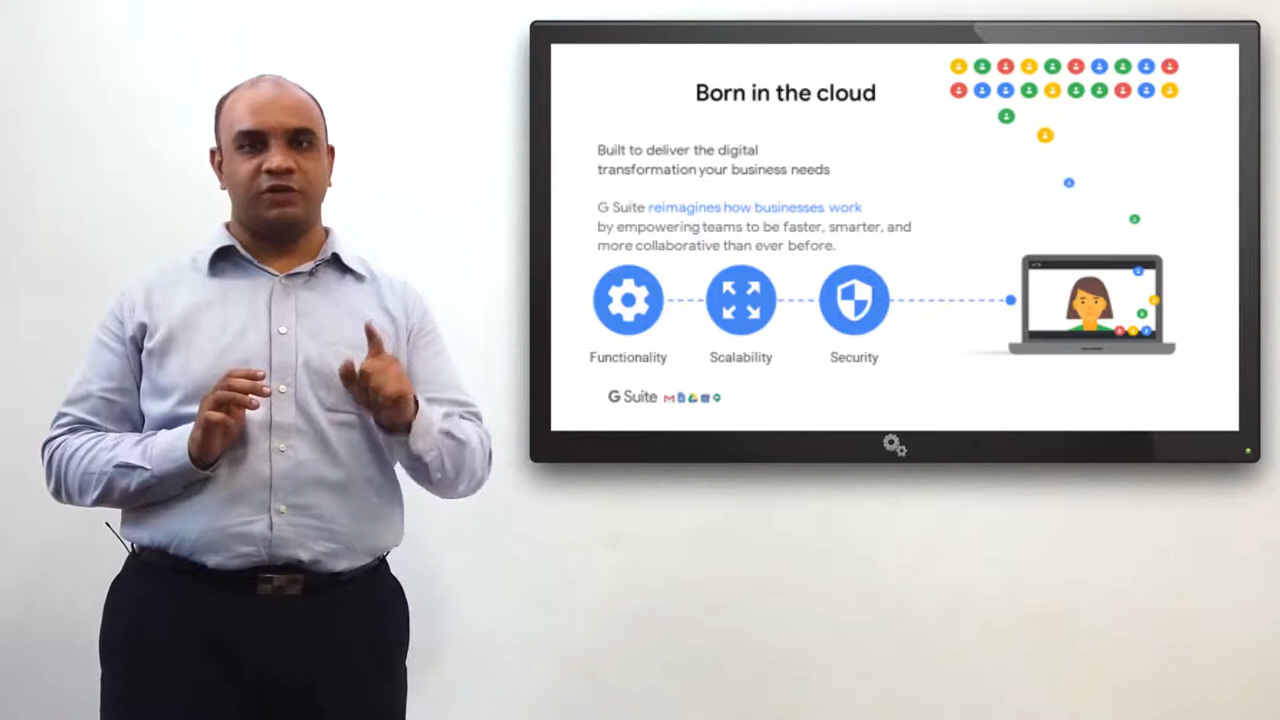 Born in the cloud
Built to deliver the digital
transformation your business needs
G Suite reimagines how businesses work
by empowering teams to be faster, smarter, and
more collaborative than ever before.
Functionality
Scalability
Security
G Suite